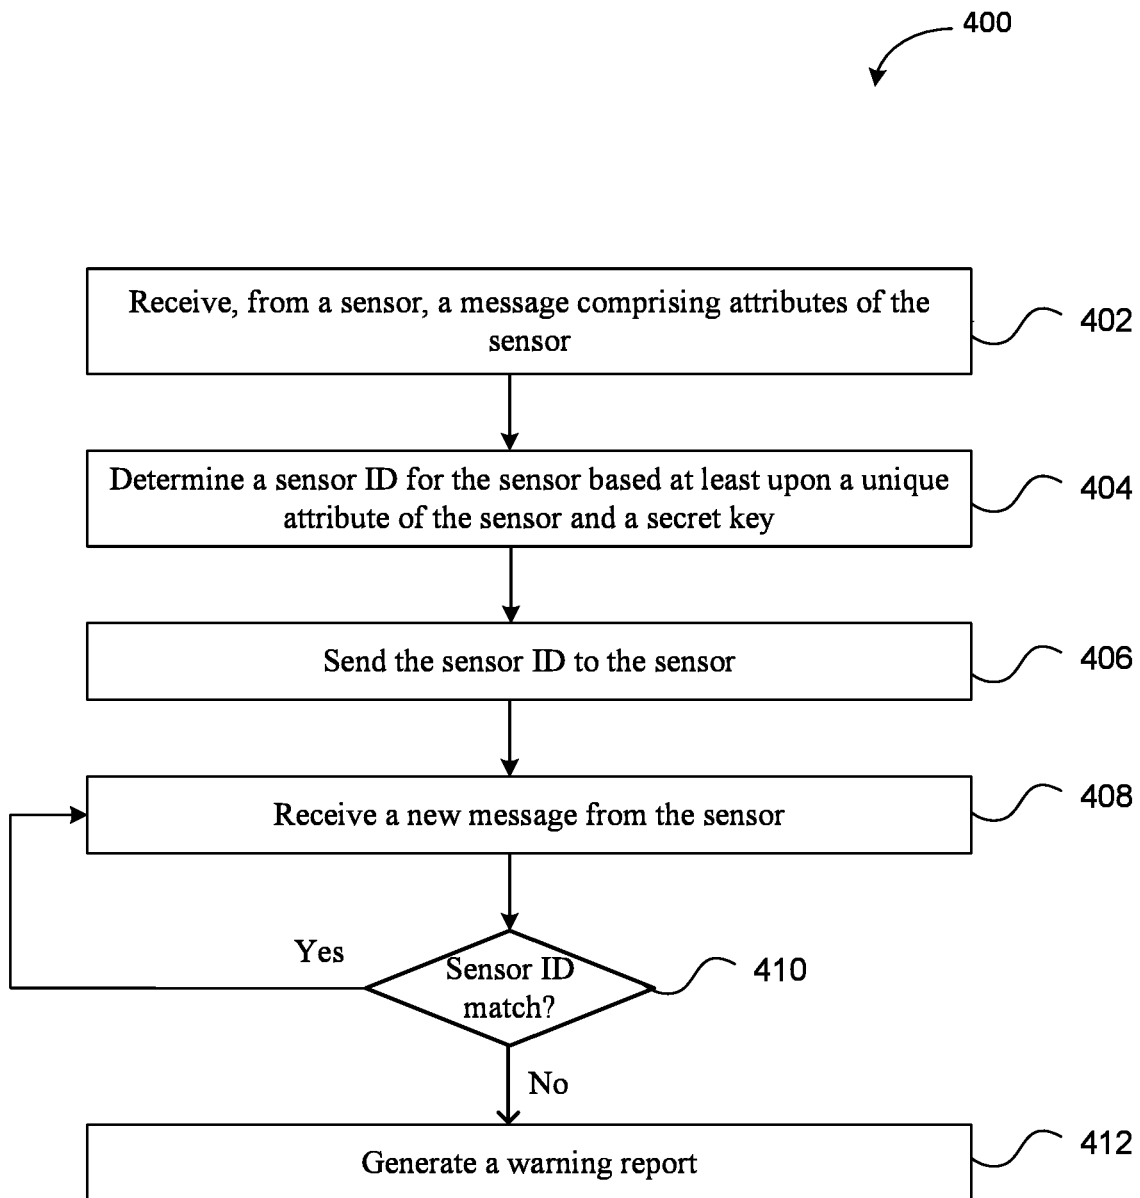 400
Receive, from a sensor, a message comprising attributes of the
sensor
402
Determine a sensor ID for the sensor based at least upon a unique
attribute of the sensor and a secret key
404
Send the sensor ID to the sensor
406
Receive a new message from the sensor
408
Yes
Sensor ID
match?
410
No
Generate a warning report
412